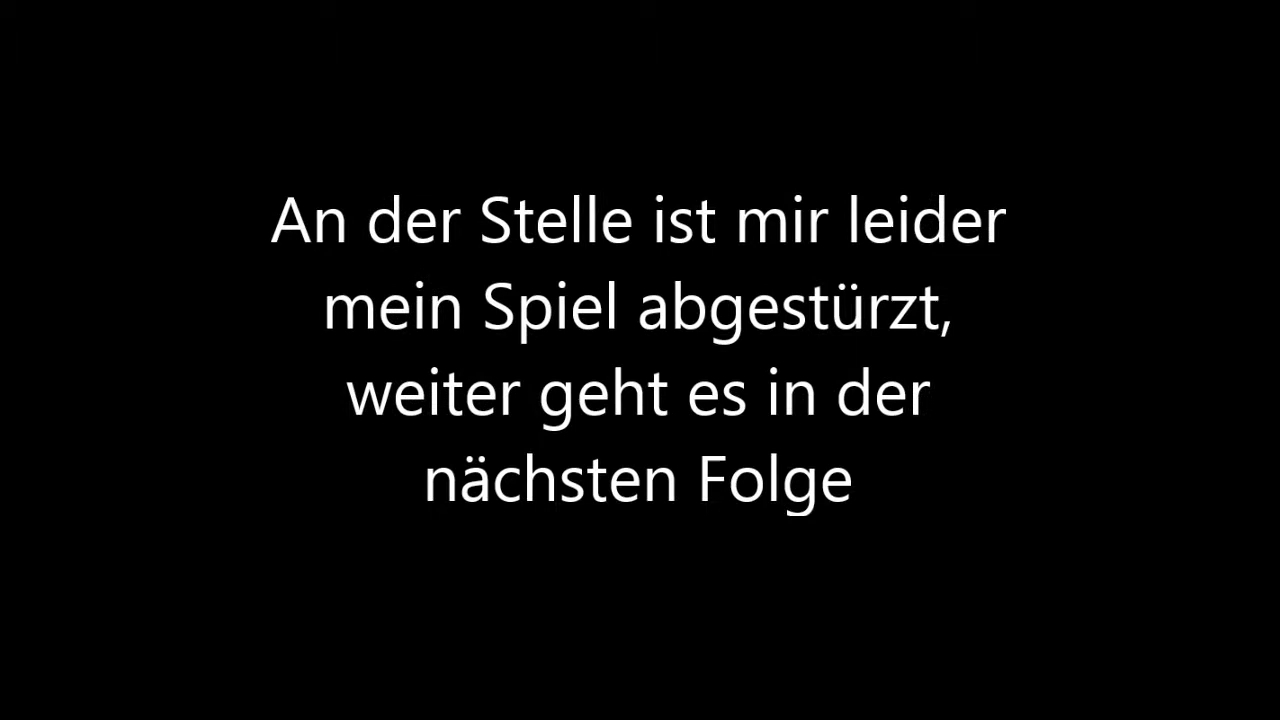 An der Stelle ist mir leider
mein Spiel abgestürzt,
weiter geht es in der
nächsten Folge